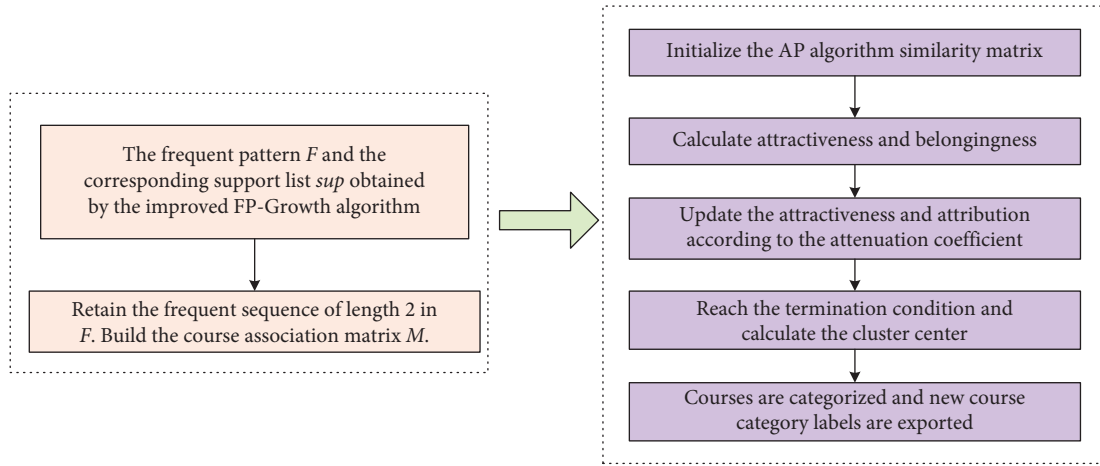 The frequent pattern F and the
corresponding support list sup obtained
by the improved FP-Growth algorithm
Retain the frequent sequence of length 2 in
F. Build the course association matrix M.
Initialize the AP algorithm similarity matrix
Calculate attractiveness and belongingness
Update the attractiveness and attribution
according to the attenuation coefficient
Reach the termination condition and
calculate the cluster center
Courses are categorized and new course
category labels are exported